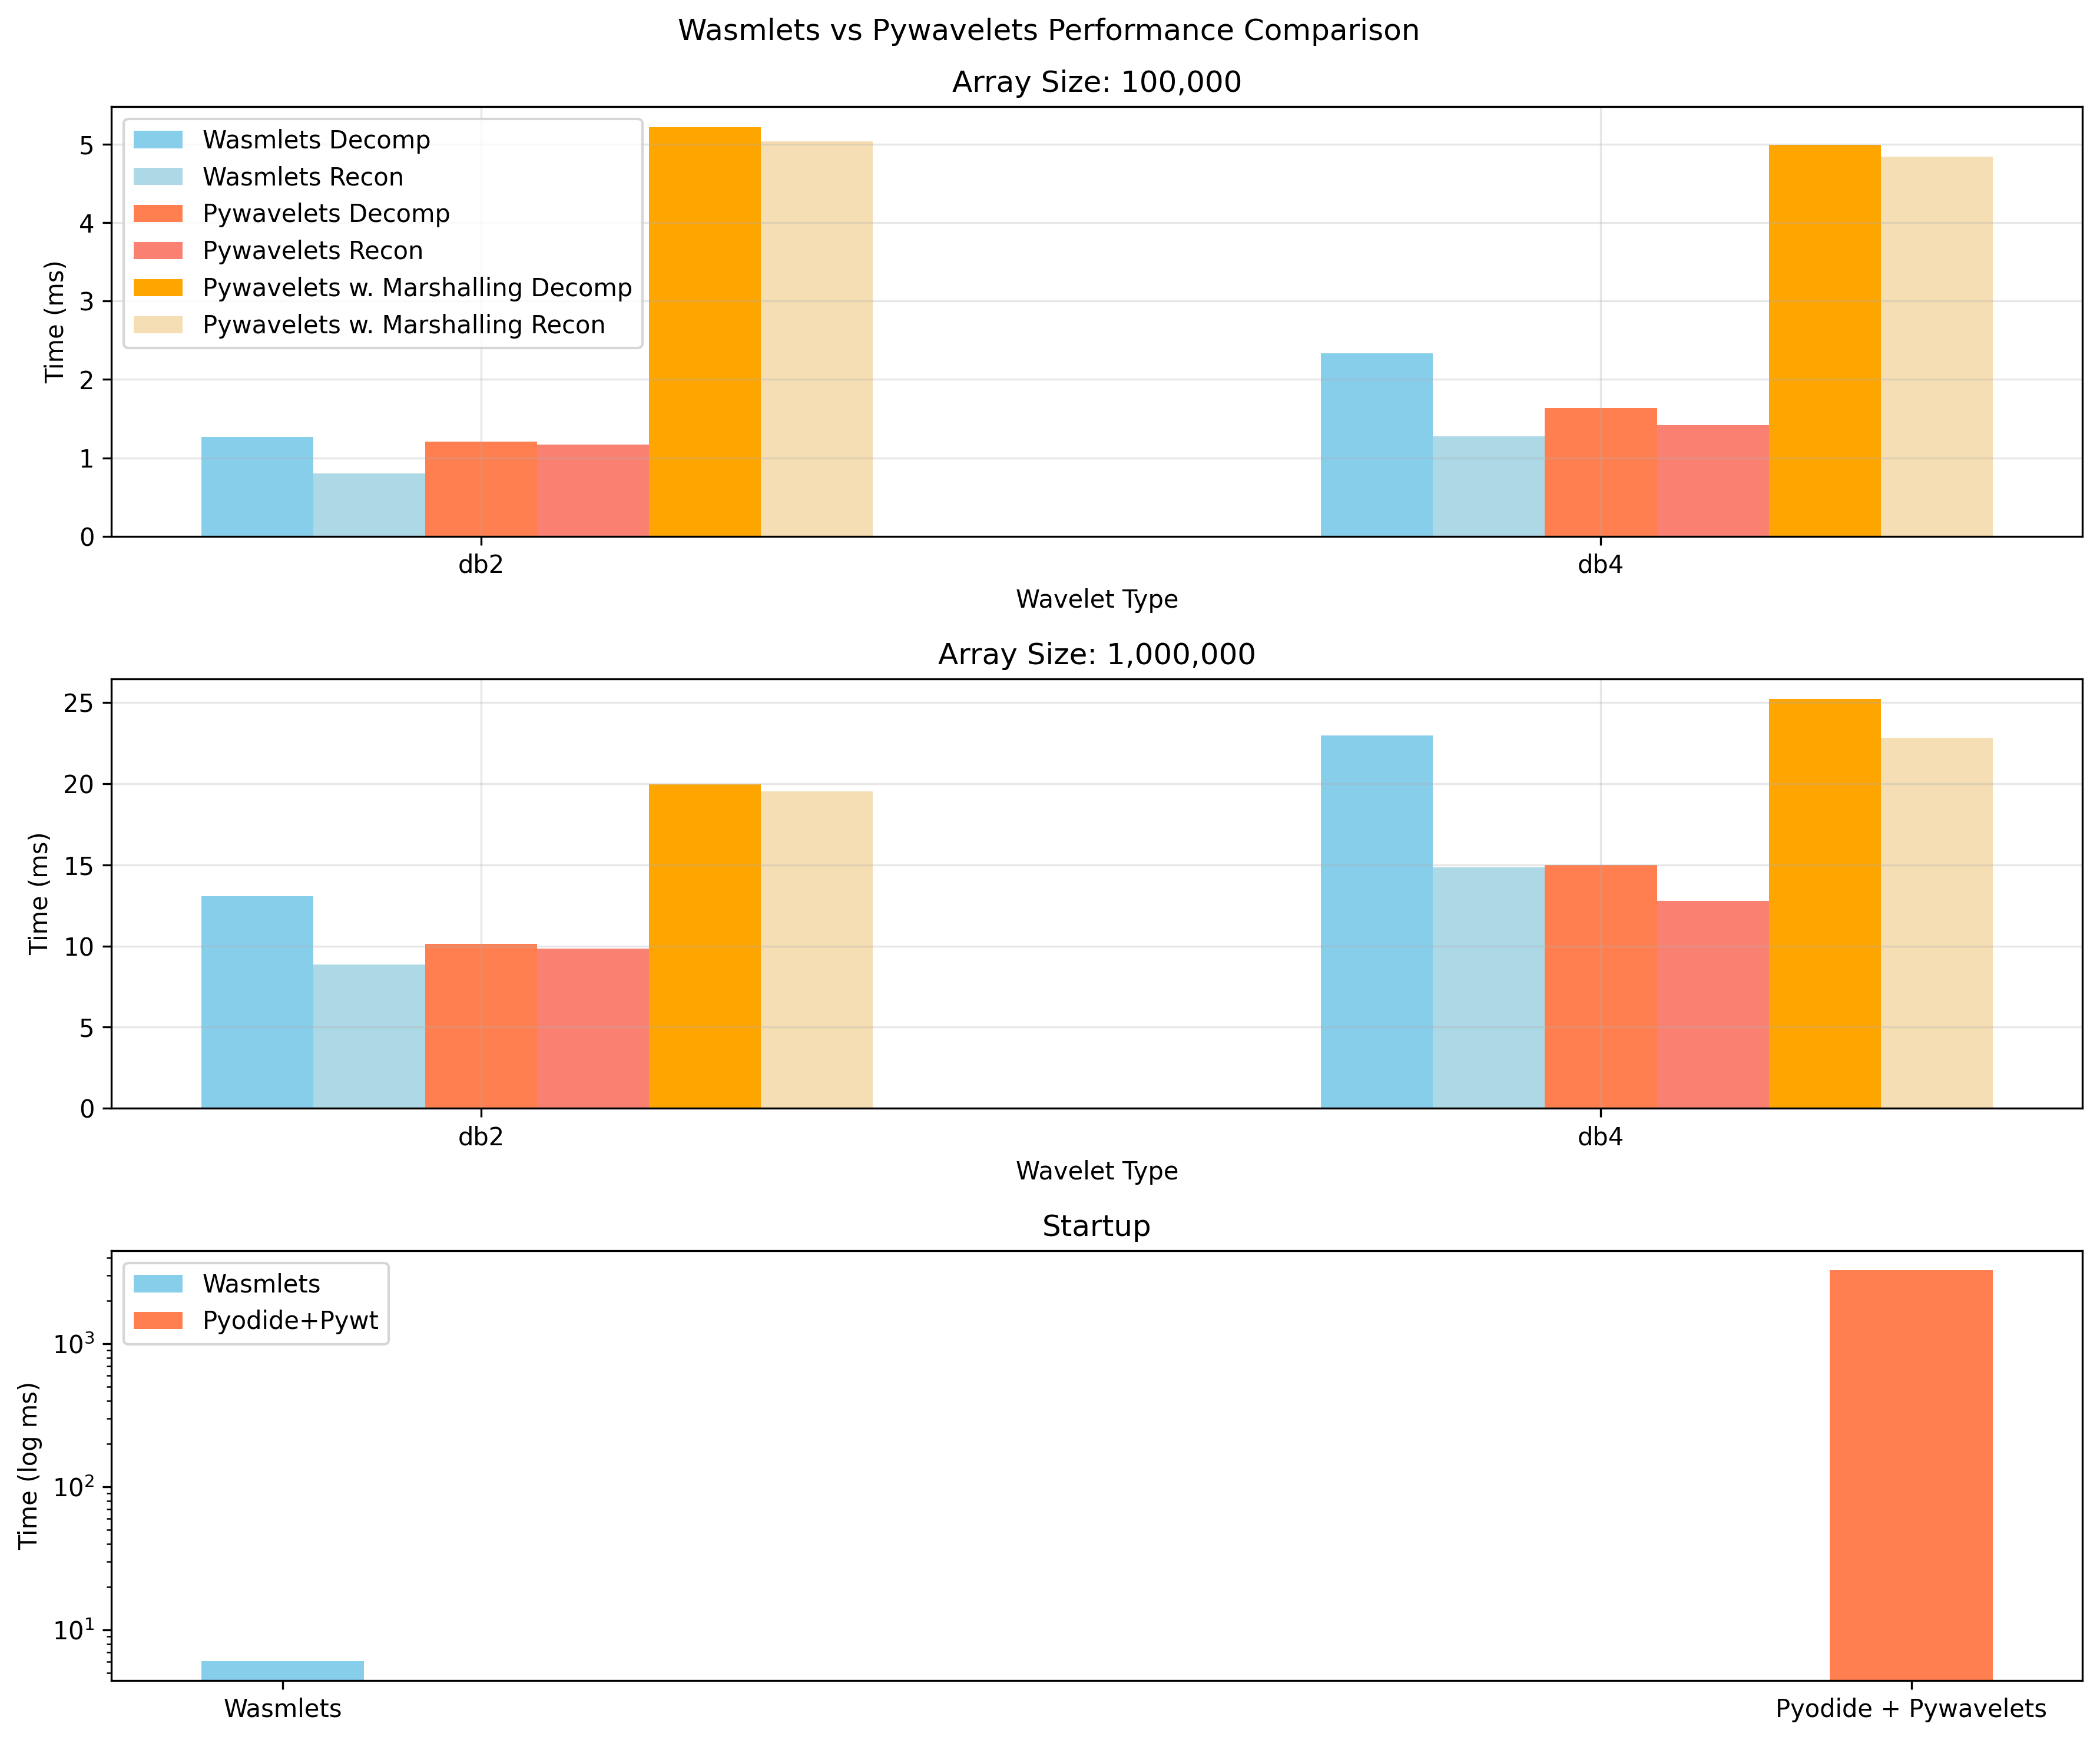 Wasmlets vs Pywavelets Performance Comparison
Array Size: 100,000
Wasmlets Decomp
Wasmlets Recon
Pywavelets Decomp
Pywavelets Recon
Pywavelets w. Marshalling Decomp
Pywavelets w. Marshalling Recon
Time (ms)
5
4
3
2
1
0
db2
db4
Wavelet Type
Array Size: 1,000,000
Time (ms)
25
20
15
10
5
0
db2
db4
Wavelet Type
Startup
Wasmlets
Pyodide+Pywt
Time (log ms)
10³
10²
10¹
Wasmlets
Pyodide + Pywavelets